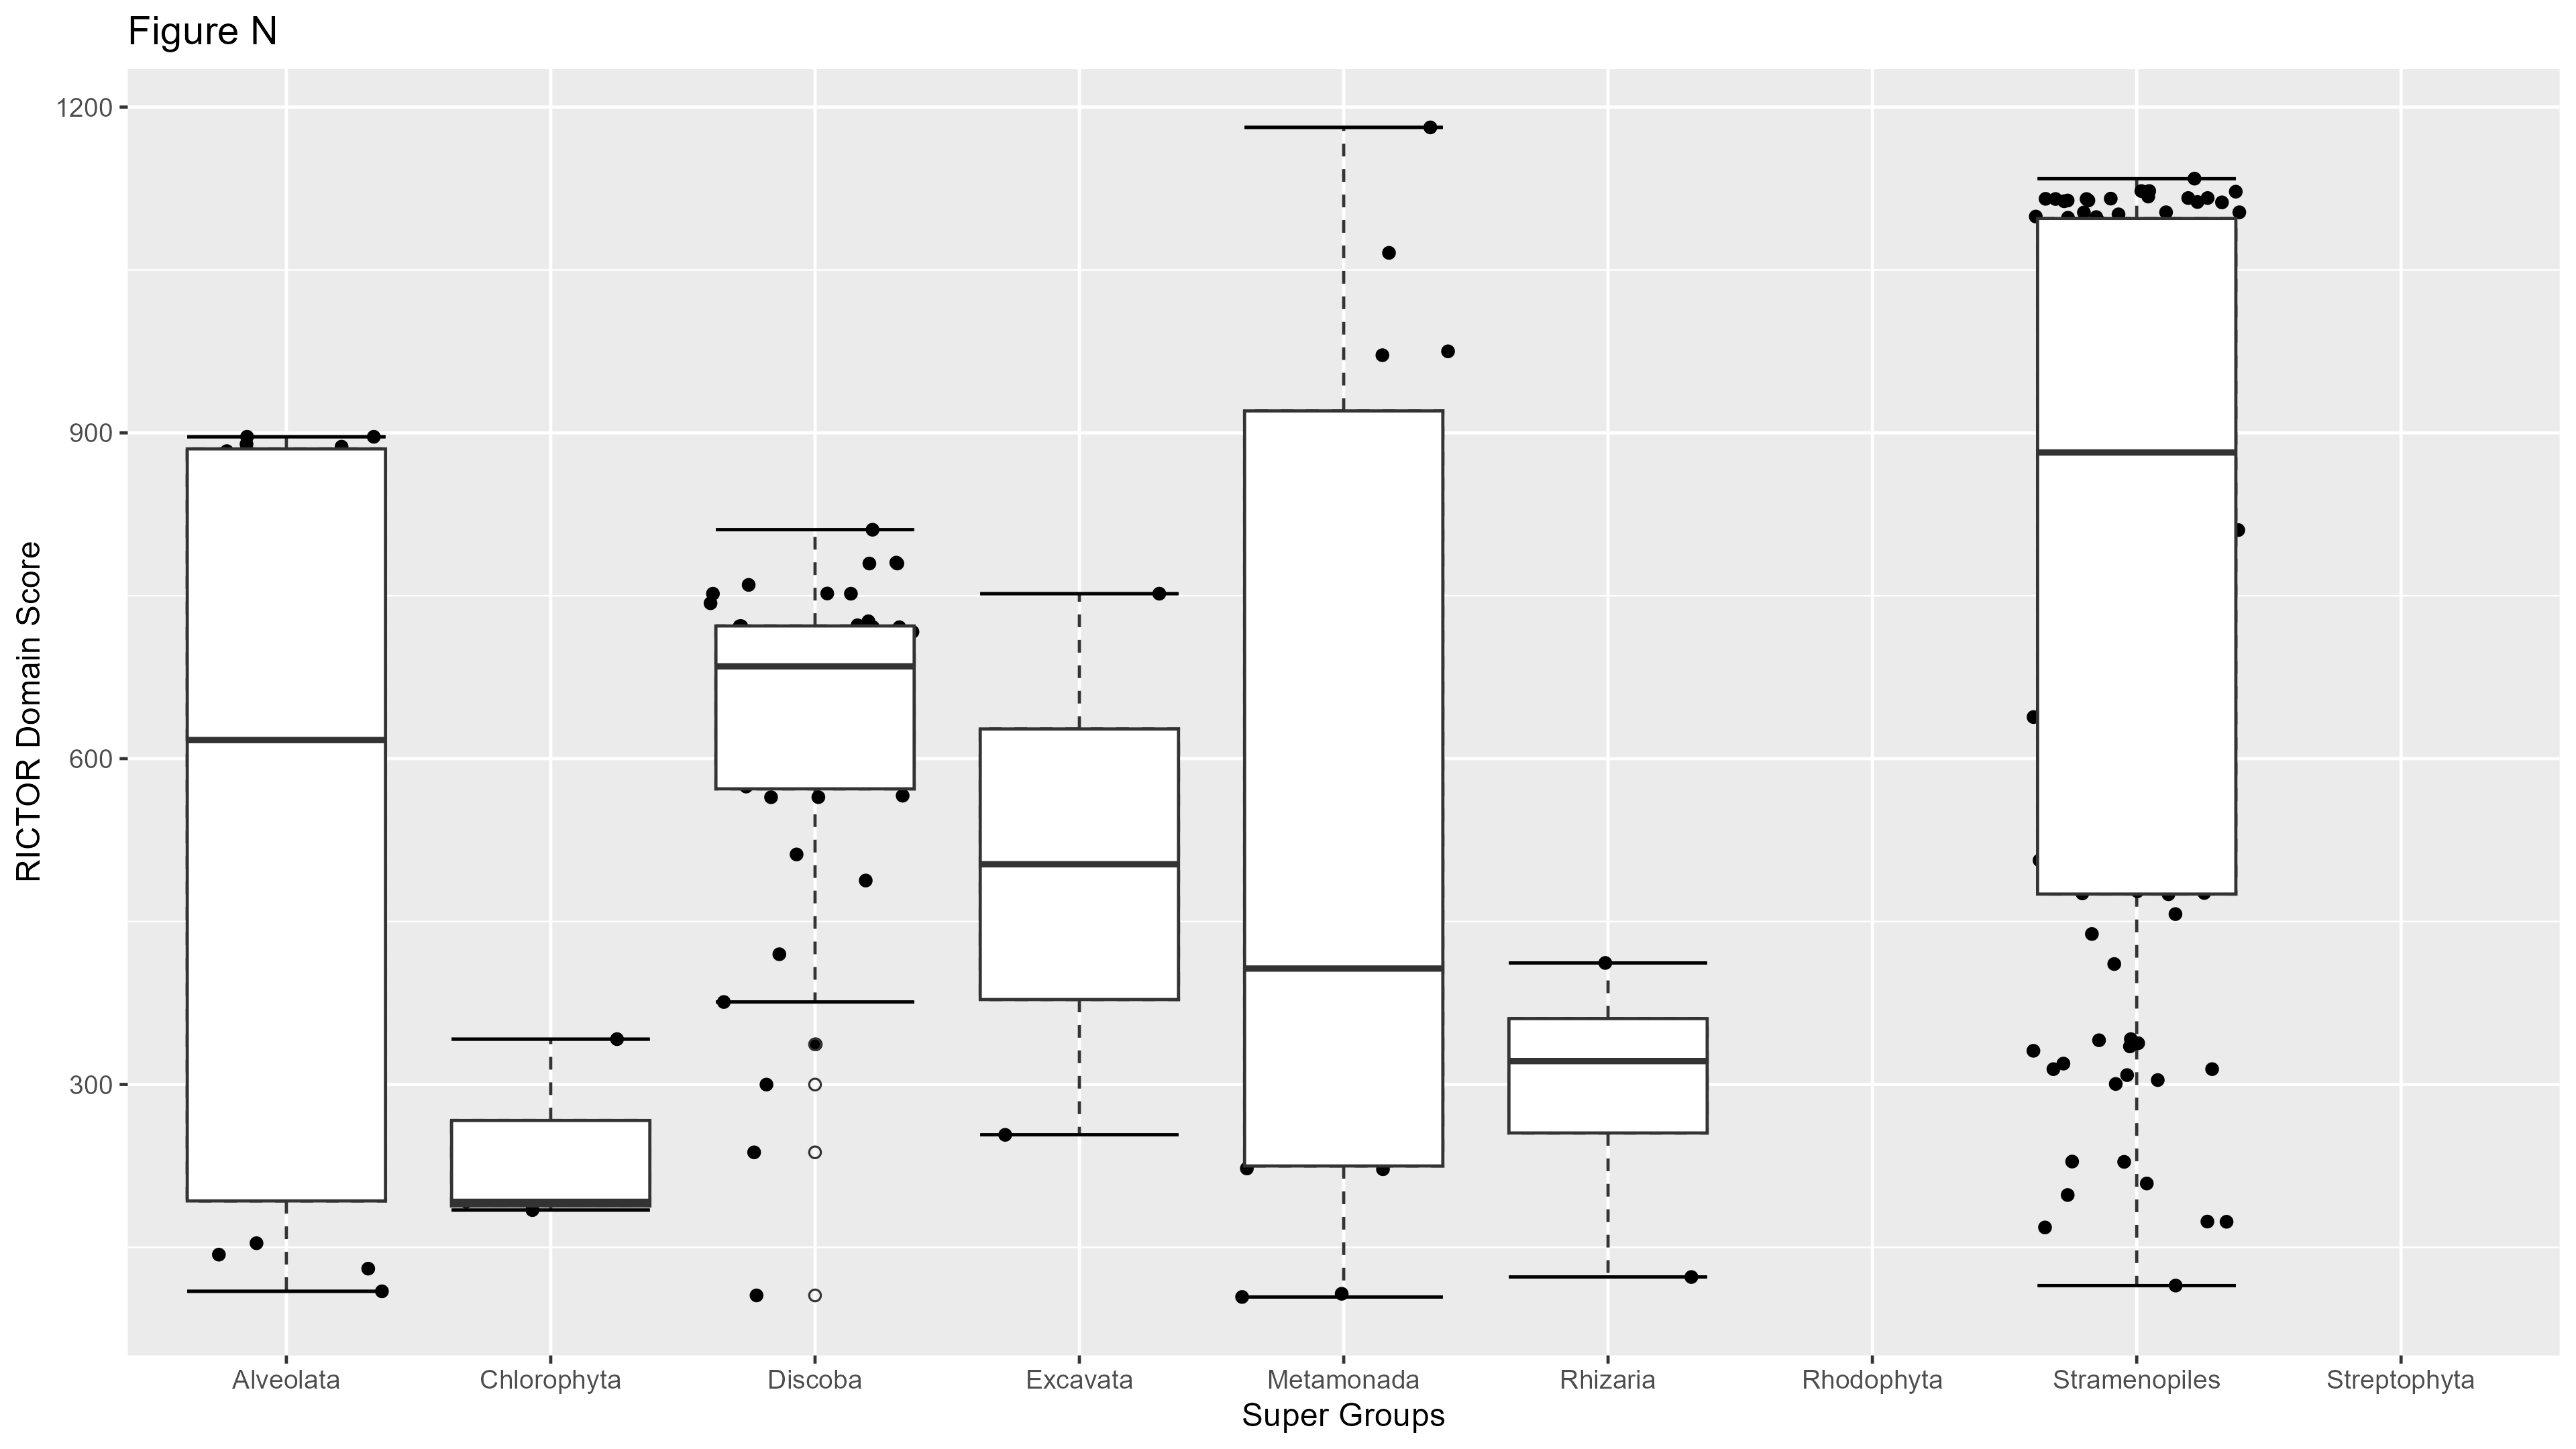 Figure N
RICTOR Domain Score
1200
900
600
300
Alveolata Chlorophyta Discoba Excavata Metamonada Rhizaria Rhodophyta Stramenopiles Streptophyta
Super Groups